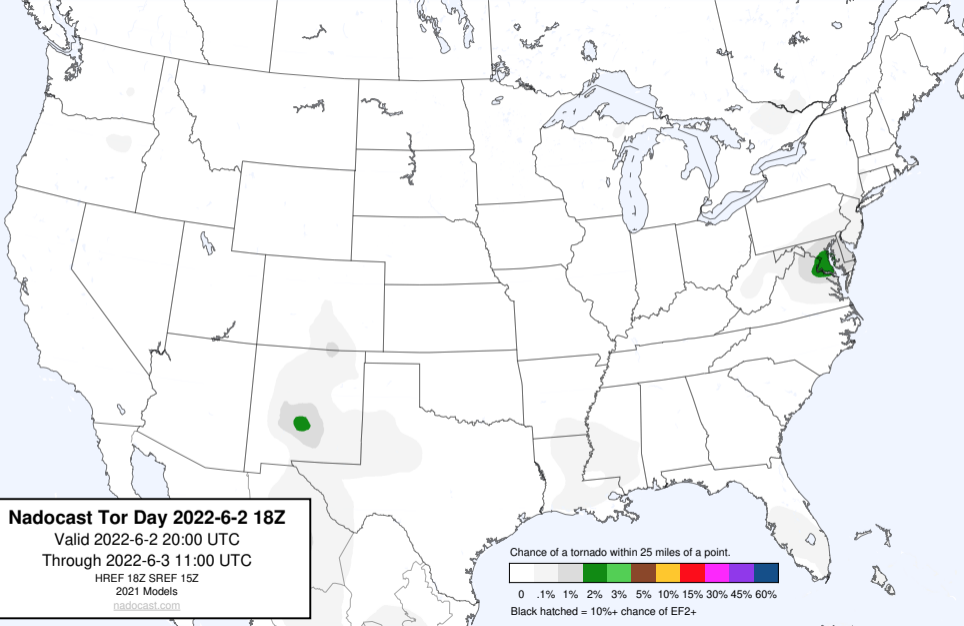 Nadocast Tor Day 2022-6-2 18Z
Valid 2022-6-2 20:00 UTC
Through 2022-6-3 11:00 UTC
HREF 18Z SREF 15Z
2021 Models
nadocast.com
Chance of a tornado within 25 miles of a point.
0 .1% 1% 2% 3% 5% 10% 15% 30% 45% 60%
Black hatched = 10%+ chance of EF2+